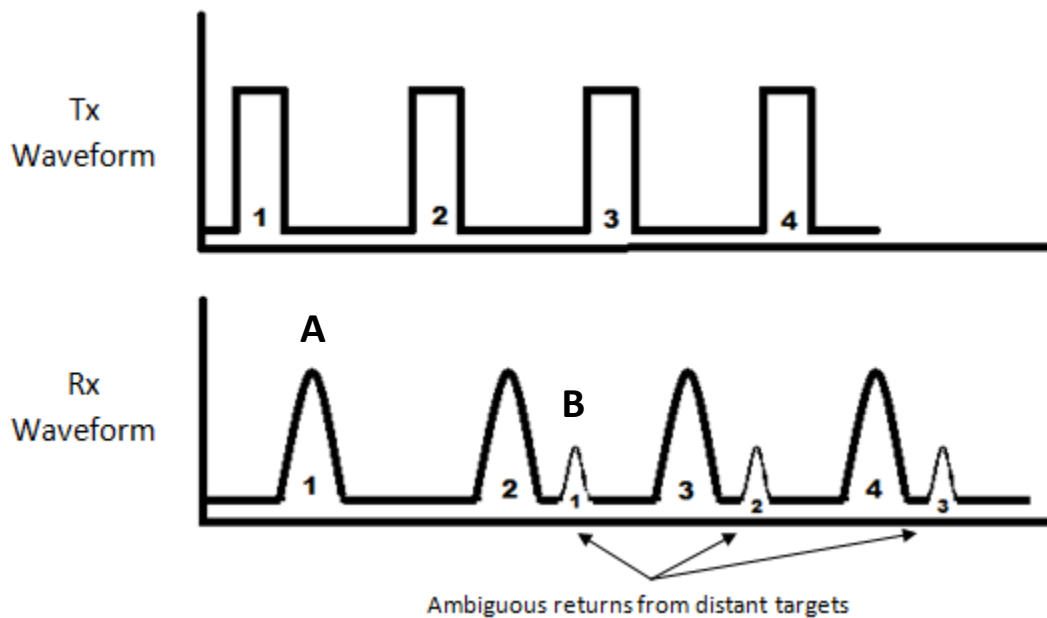 Tx
Waveform
1 2 3 4
A
B
Rx
Waveform
1 2 1 3 2 4 3
Ambiguous returns from distant targets